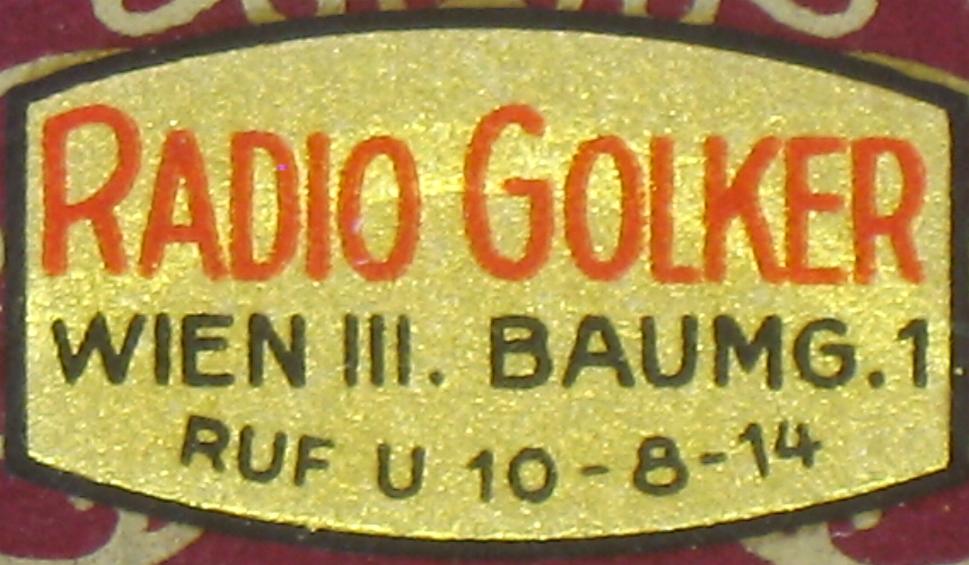 RADIO GOLKER
WIEN III. BAUMG.1
RUF U 10-8-14